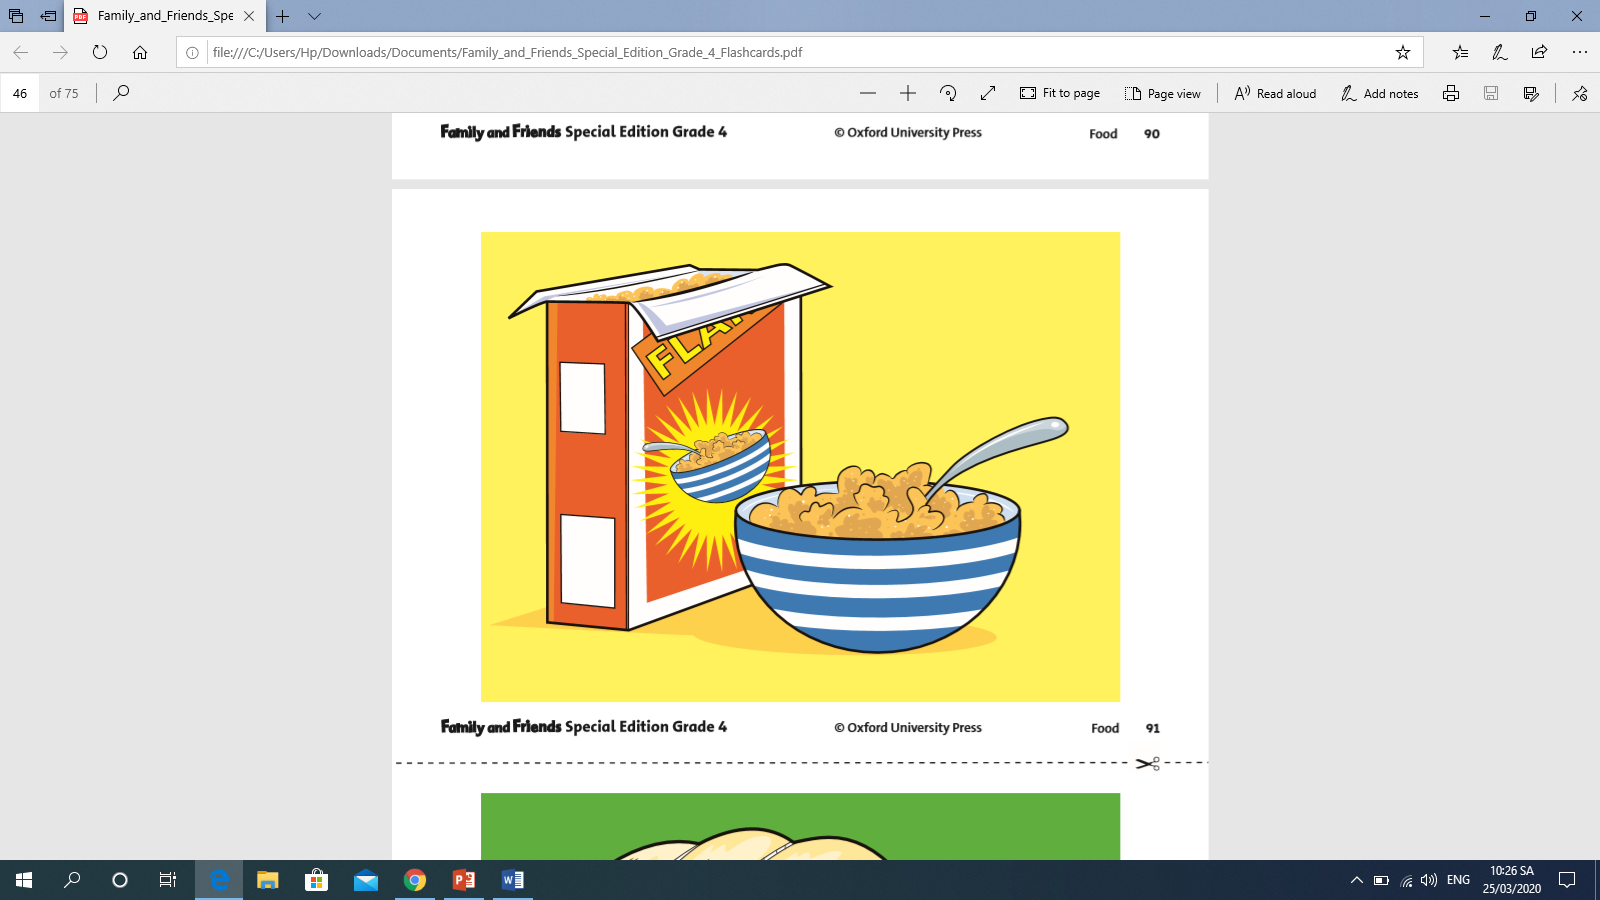 Family_and_Friends_Spe
file:///C:/Users/Hp/Downloads/Documents/Family_and_Friends_Special_Edition_Grade_4_Flashcards.pdf
46 of 75 Fit to page Page view Read aloud Add notes
Family and Friends Special Edition Grade 4 © Oxford University Press Food 90
FLA
Family and Friends Special Edition Grade 4 © Oxford University Press Food 91
ENG 10:26 SA
25/03/2020